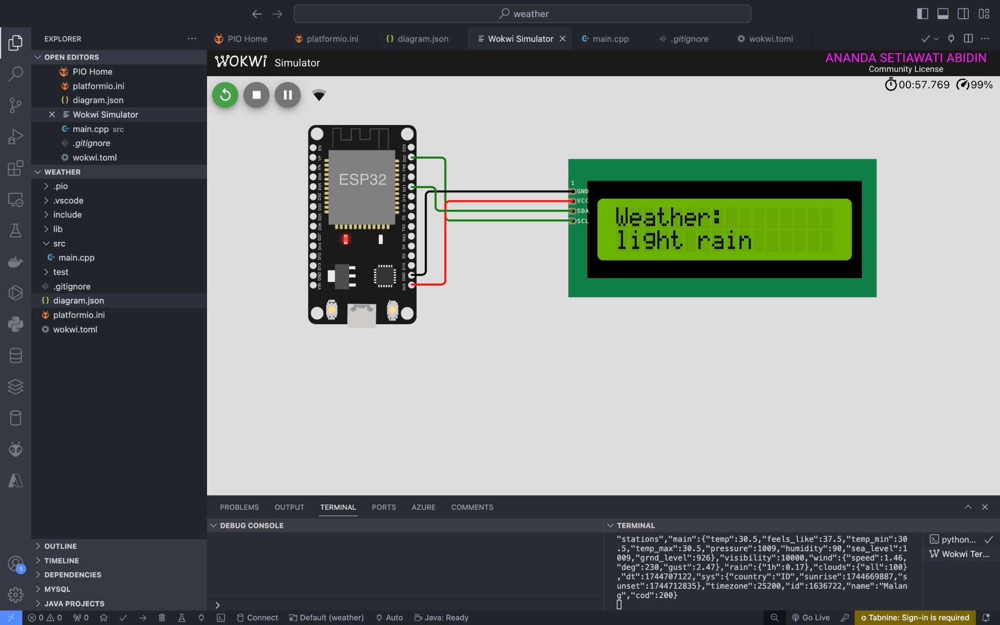 weather
EXPLORER
PIO Home
platformio.ini
diagram.json
Wokwi Simulator
main.cpp
.gitignore
wokwi.toml
OPEN EDITORS
PIO Home
platformio.ini
diagram.json
Wokwi Simulator
main.cpp src
.gitignore
wokwi.toml
WEATHER
.pio
.vscode
include
lib
src
main.cpp
test
.gitignore
diagram.json
platformio.ini
wokwi.toml
OUTLINE
TIMELINE
DEPENDENCIES
MYSQL
JAVA PROJECTS
1
WOKWi Simulator
ANANDA SETIAWATI ABIDIN
Community License
00:57.769 99%
EN
VP
VN
D34
D35
D32
D33
D25
D26
D27
D14
D12
D13
GND
VIN
ESP32
D23
D22
TX0
RX0
D21
D19
D18
D5
TX2
RX2
D4
D2
D15
GND
3V3
1
GND
VCC
SDA
SCL
Weather:
light rain
PROBLEMS OUTPUT TERMINAL PORTS AZURE COMMENTS
DEBUG CONSOLE
TERMINAL
"stations","main":{"temp":30.5,"feels_like":37.5,"temp_min":30
.5,"temp_max":30.5,"pressure":1009,"humidity":90,"sea_level":1
009,"grnd_level":926},"visibility":10000,"wind":{"speed":1.46,
"deg":230,"gust":2.47},"rain":{"1h":0.17},"clouds":{"all":100}
,"dt":1744707122,"sys":{"country":"ID","sunrise":1744669887,"s
unset":1744712835},"timezone":25200,"id":1636722,"name":"Malan
g","cod":200}
python...
Wokwi Ter...
0 0 0 Connect Default (weather) Auto Java: Ready Go Live Tabnine: Sign-in is required